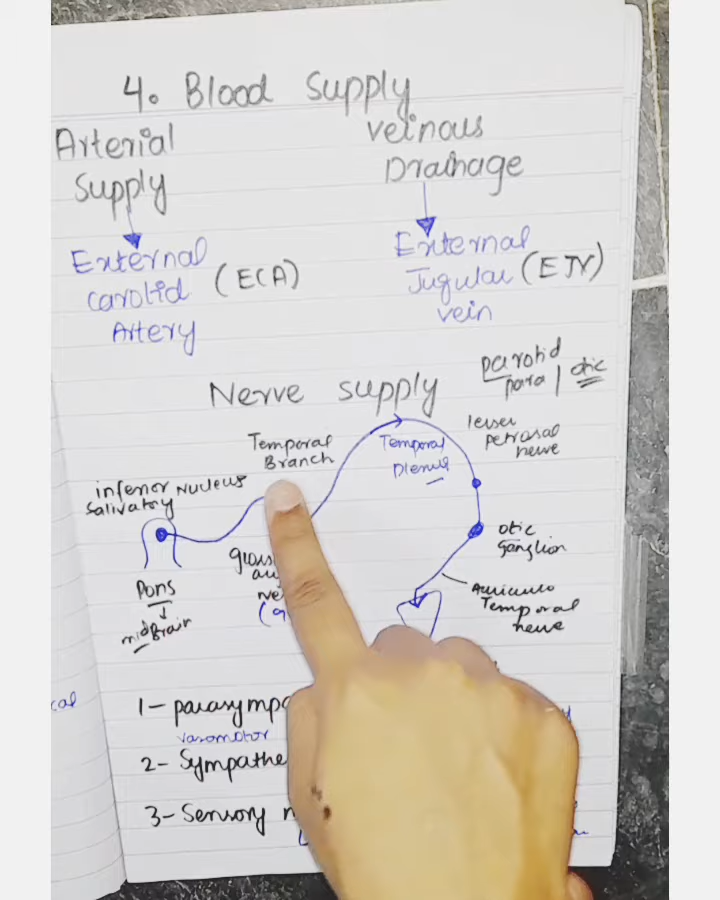 4. Blood Supply
Arterial
Supply
External
Carotid
Artery
(ECA)
Veinous
Drainage
External
Jugular
vein
(EJV)
parotid
para | otic
Nerve supply
Temporal
Branch
Temporal
Plexus
lesser
petrosal
nerve
inferior Nucleus
Salivatory
otic
Ganglion
Pons
midBrain
Auriculo
Temporal
nerve
1- parasympa
vasomotor
2- Sympathe
3- Sensory n